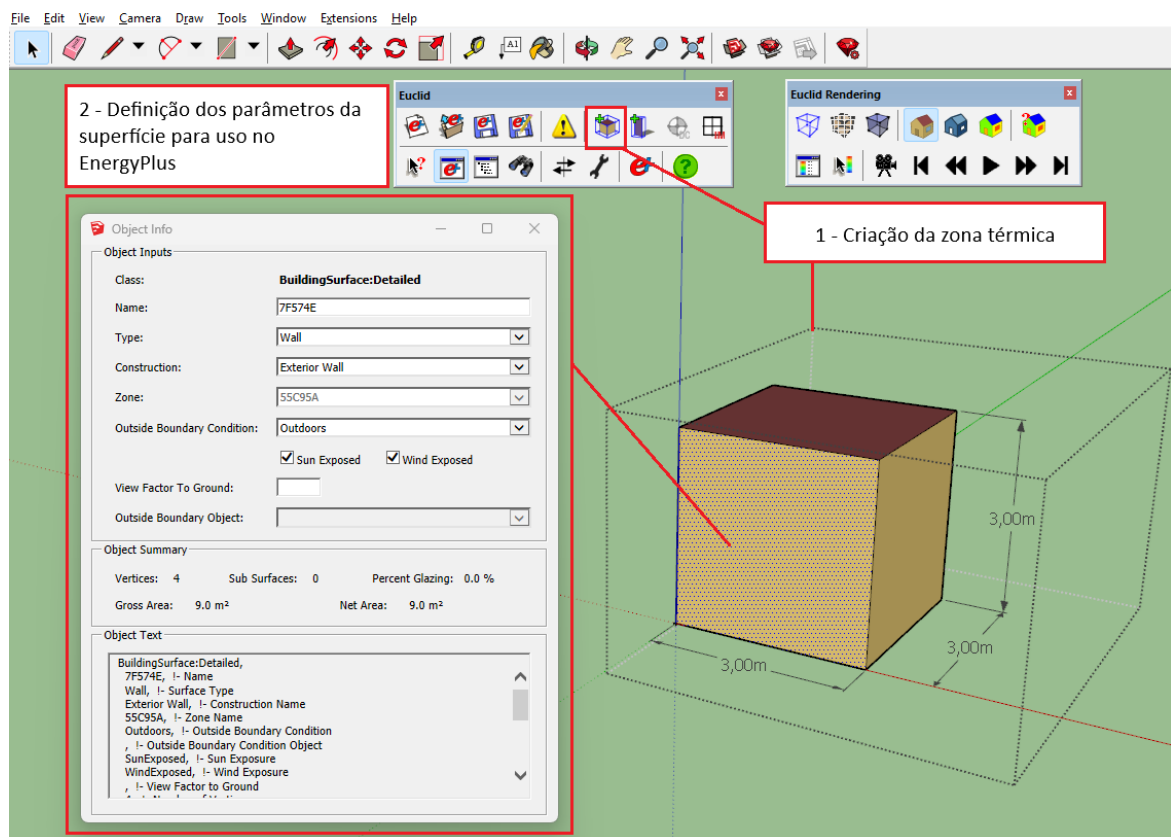 File Edit View Camera Draw Tools Window Extensions Help
A1
2 - Definição dos parâmetros da
superfície para uso no
EnergyPlus
Euclid
Euclid Rendering
1 - Criação da zona térmica
Object Info
Object Inputs
Class: BuildingSurface:Detailed
Name: 7F574E
Type: Wall
Construction: Exterior Wall
Zone: 55C95A
Outside Boundary Condition: Outdoors
Sun Exposed Wind Exposed
View Factor To Ground:
Outside Boundary Object:
Object Summary
Vertices: 4 Sub Surfaces: 0 Percent Glazing: 0.0 %
Gross Area: 9.0 m² Net Area: 9.0 m²
Object Text
BuildingSurface:Detailed,
7F574E, !- Name
Wall, !- Surface Type
Exterior Wall, !- Construction Name
55C95A, !- Zone Name
Outdoors, !- Outside Boundary Condition
, !- Outside Boundary Condition Object
SunExposed, !- Sun Exposure
WindExposed, !- Wind Exposure
, !- View Factor to Ground
3,00m
3,00m
3,00m